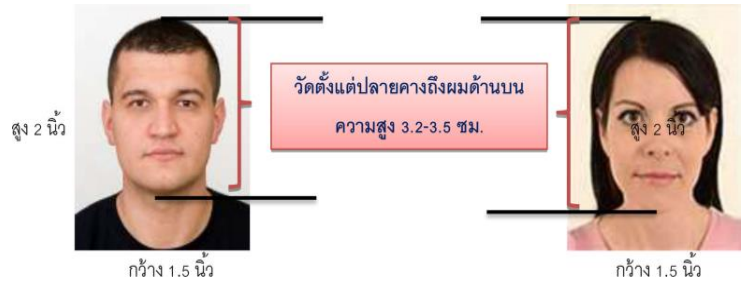 วัดตั้งแต่ปลายคางถึงผมด้านบน
ความสูง 3.2-3.5 ซม.
สูง 2 นิ้ว
สูง 2 นิ้ว
กว้าง 1.5 นิ้ว
กว้าง 1.5 นิ้ว